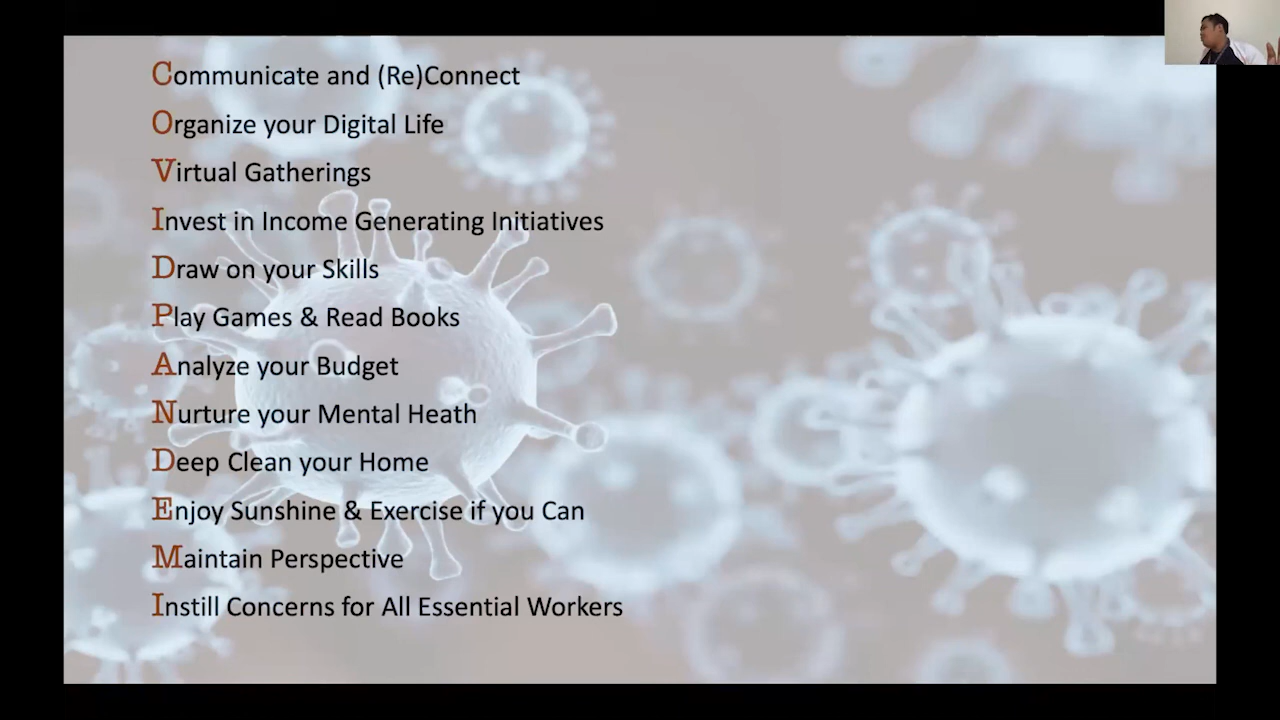 Communicate and (Re)Connect
Organize your Digital Life
Virtual Gatherings
Invest in Income Generating Initiatives
Draw on your Skills
Play Games & Read Books
Analyze your Budget
Nurture your Mental Heath
Deep Clean your Home
Enjoy Sunshine & Exercise if you Can
Maintain Perspective
Instill Concerns for All Essential Workers